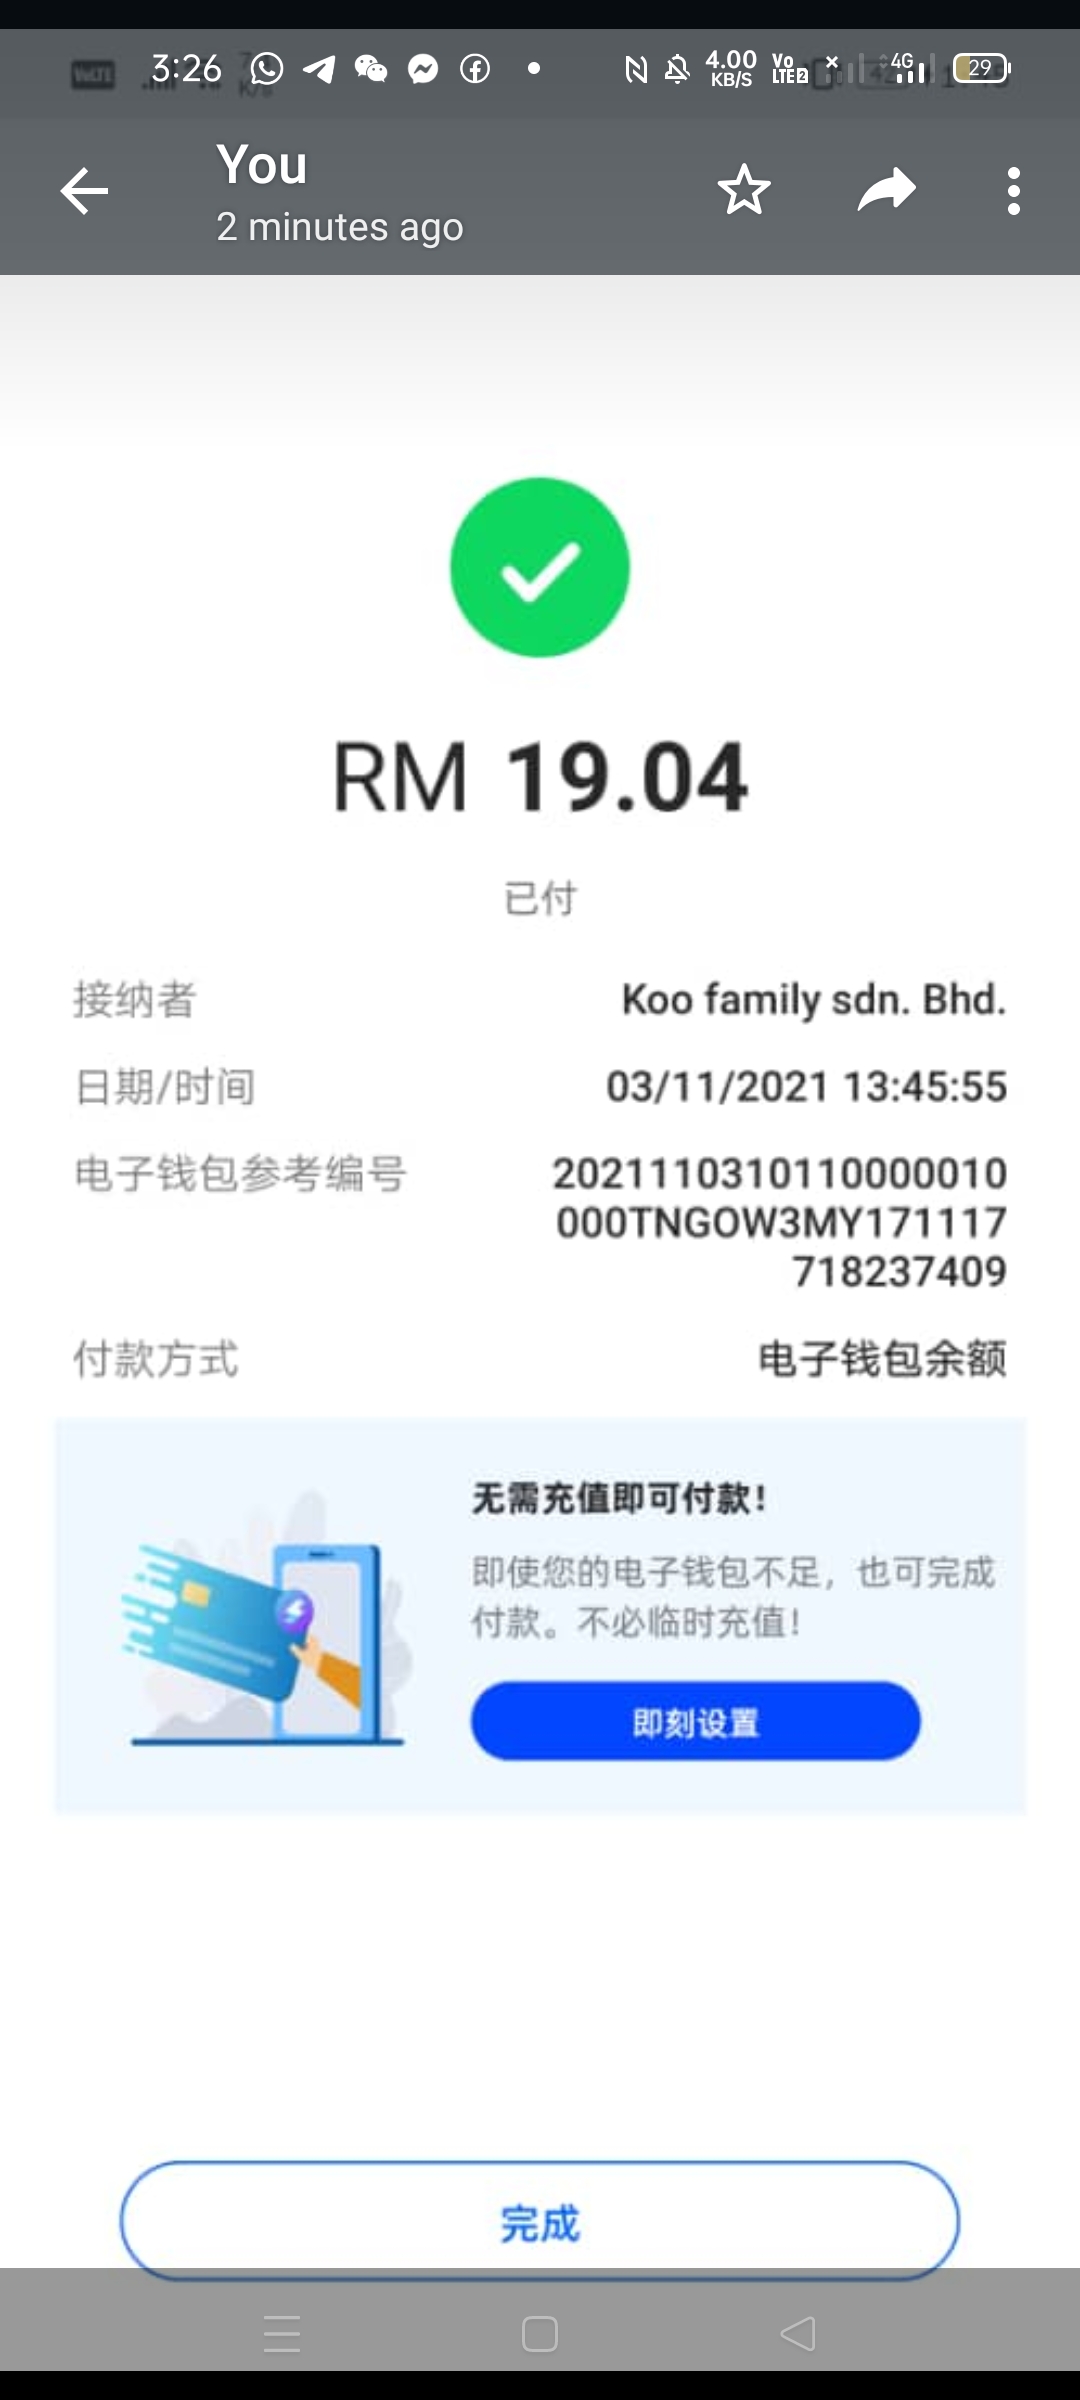 3:26
4.00
KB/S
Vo
LTE2
4G
29
You
2 minutes ago
RM 19.04
已付
接纳者
Koo family sdn. Bhd.
日期/时间
03/11/2021 13:45:55
电子钱包参考编号
2021110310110000010
000TNGOW3MY171117
718237409
付款方式
电子钱包余额
无需充值即可付款!
即使您的电子钱包不足，也可完成
付款。不必临时充值!
即刻设置
完成